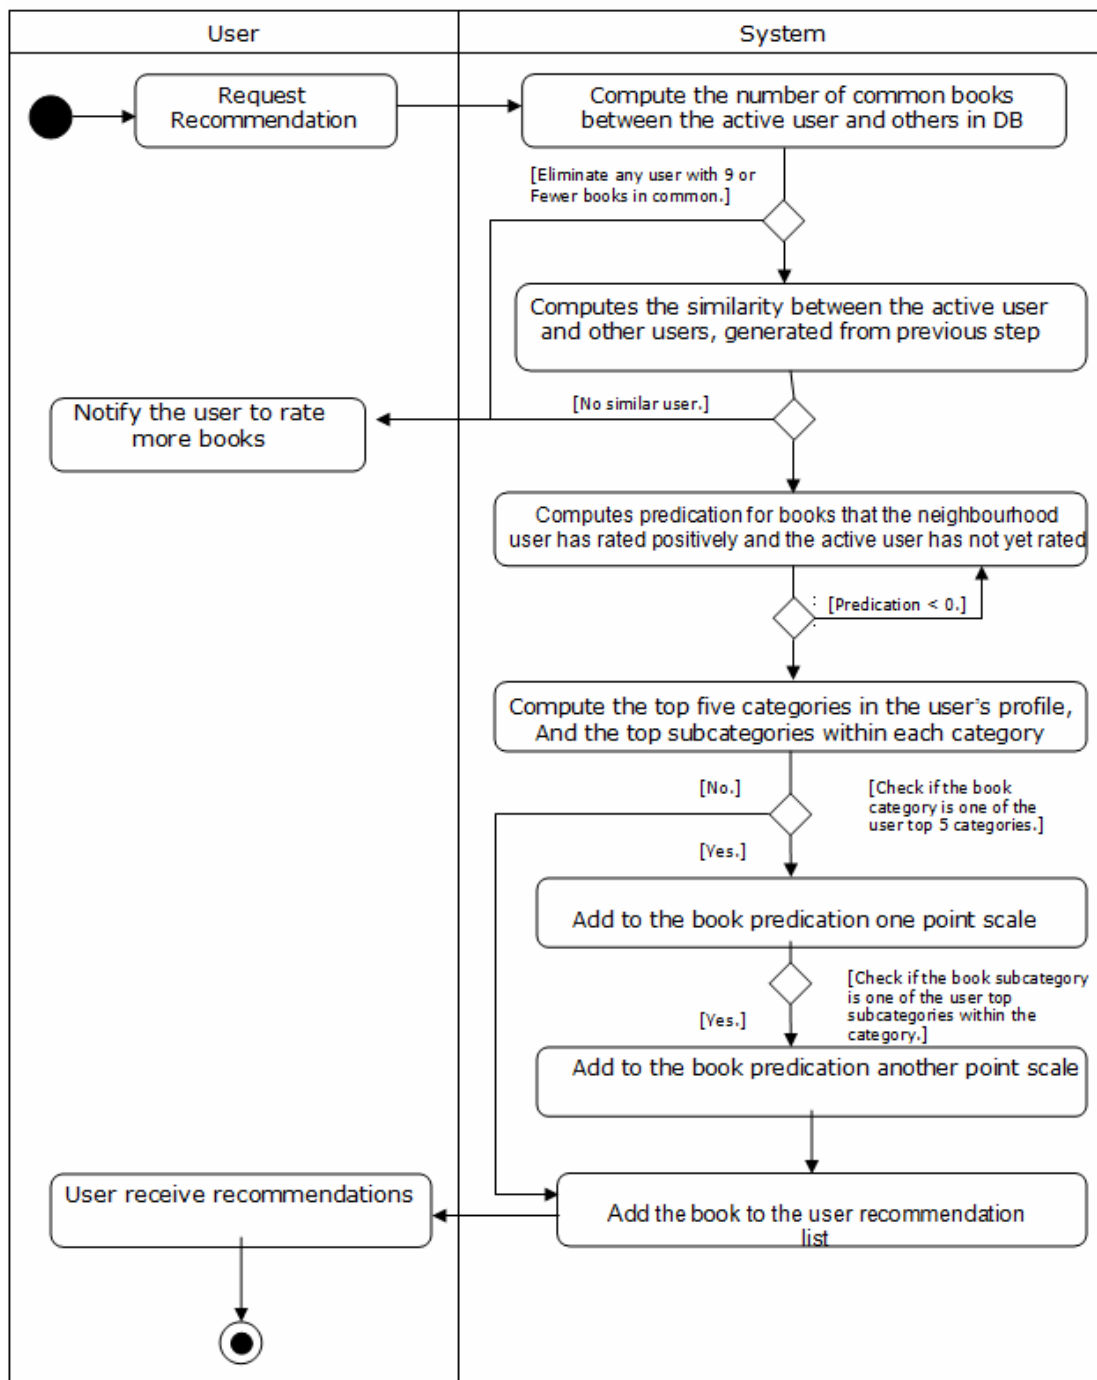 User
System
Request
Recommendation
Compute the number of common books
between the active user and others in DB
[Eliminate any user with 9 or
Fewer books in common.]
Computes the similarity between the active user
and other users, generated from previous step
[No similar user.]
Notify the user to rate
more books
Computes predication for books that the neighbourhood
user has rated positively and the active user has not yet rated
[Predication < 0.]
Compute the top five categories in the user's profile,
And the top subcategories within each category
[No.]
[Check if the book
category is one of the
user top 5 categories.]
[Yes.]
Add to the book predication one point scale
[Check if the book subcategory
is one of the user top
subcategories within the
category.]
[Yes.]
Add to the book predication another point scale
User receive recommendations
Add the book to the user recommendation
list